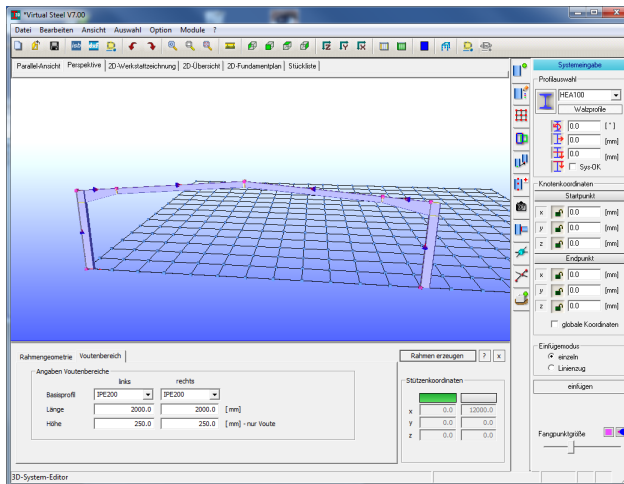 "Virtual Steel V7.00
Datei Bearbeiten Ansicht Auswahl Option Module ?
Parallel-Ansicht Perspektive 2D-Werkstattzeichnung 2D-Übersicht 2D-Fundamentplan Stückliste
Systemeingabe
Profilauswahl
HEA100
Walzprofile
0.0 [°]
0.0 [mm]
0.0 [mm]
Sys-OK
Knotenkoordinaten
Startpunkt
x 0.0 [mm]
y 0.0 [mm]
z 0.0 [mm]
Endpunkt
x 0.0 [mm]
y 0.0 [mm]
z 0.0 [mm]
globale Koordinaten
Einfügemodus
einzeln
Linienzug
einfügen
Fangpunktgröße
Rahmengeometrie Voutenbereich
Rahmen erzeugen ? x
Angaben Voutenbereiche
links rechts
Basisprofil IPE200 IPE200
Länge 2000.0 2000.0 [mm]
Höhe 250.0 250.0 [mm] - nur Voute
Stützenkoordinaten
x 0.0 12000.0
y 0.0 0.0
z 0.0 0.0
3D-System-Editor